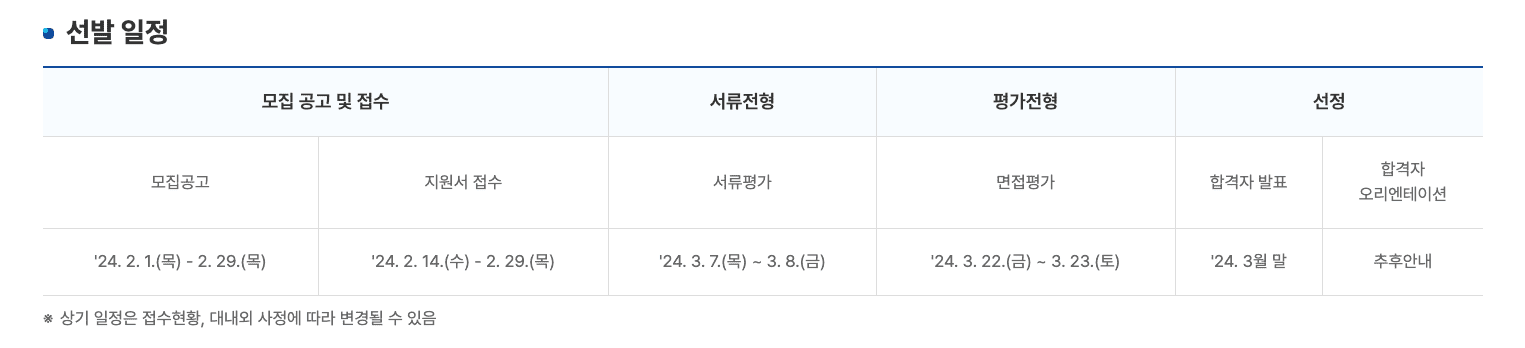 선발 일정
모집 공고 및 접수 서류전형 평가전형 선정
모집공고 지원서 접수 서류평가 면접평가 합격자 발표 합격자
오리엔테이션
'24. 2. 1.(목) - 2. 29.(목) '24. 2. 14.(수) - 2. 29.(목) '24. 3. 7.(목) ~ 3. 8.(금) '24. 3. 22.(금) ~ 3. 23.(토) '24. 3월 말 추후안내
※ 상기 일정은 접수현황, 대내외 사정에 따라 변경될 수 있음